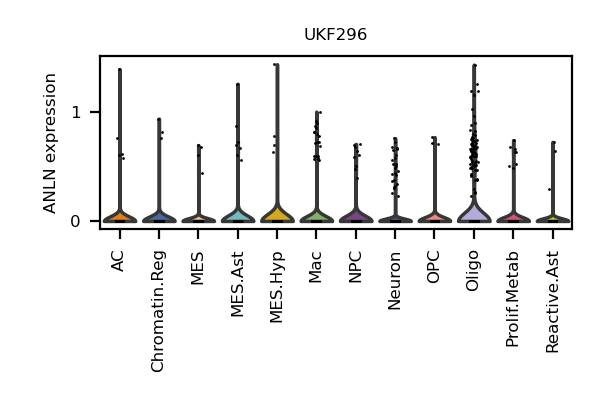 UKF296
ANLN expression
1
0
AC
Chromatin.Reg
MES
MES.Ast
MES.Hyp
Mac
NPC
Neuron
OPC
Oligo
Prolif.Metab
Reactive.Ast